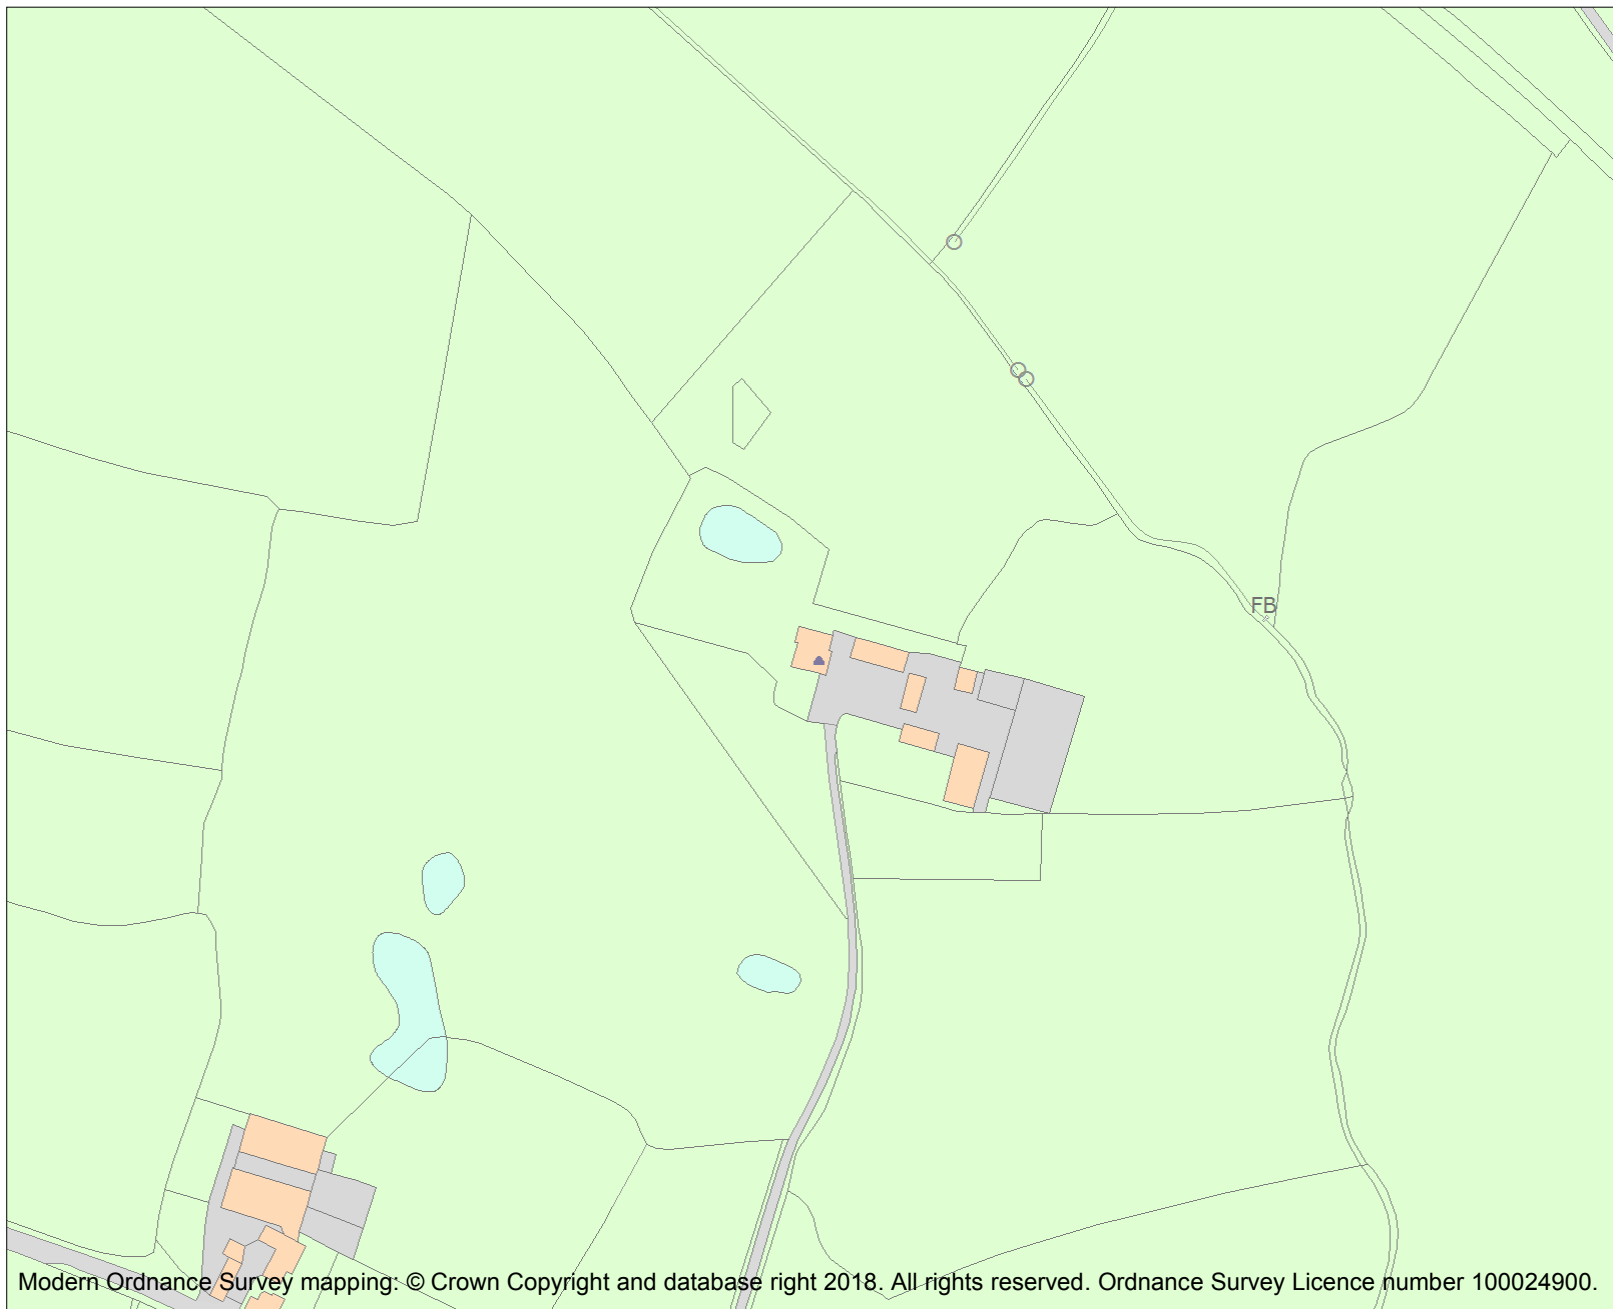 FB
Modern Ordnance Survey mapping: © Crown Copyright and database right 2018. All rights reserved. Ordnance Survey Licence number 100024900.